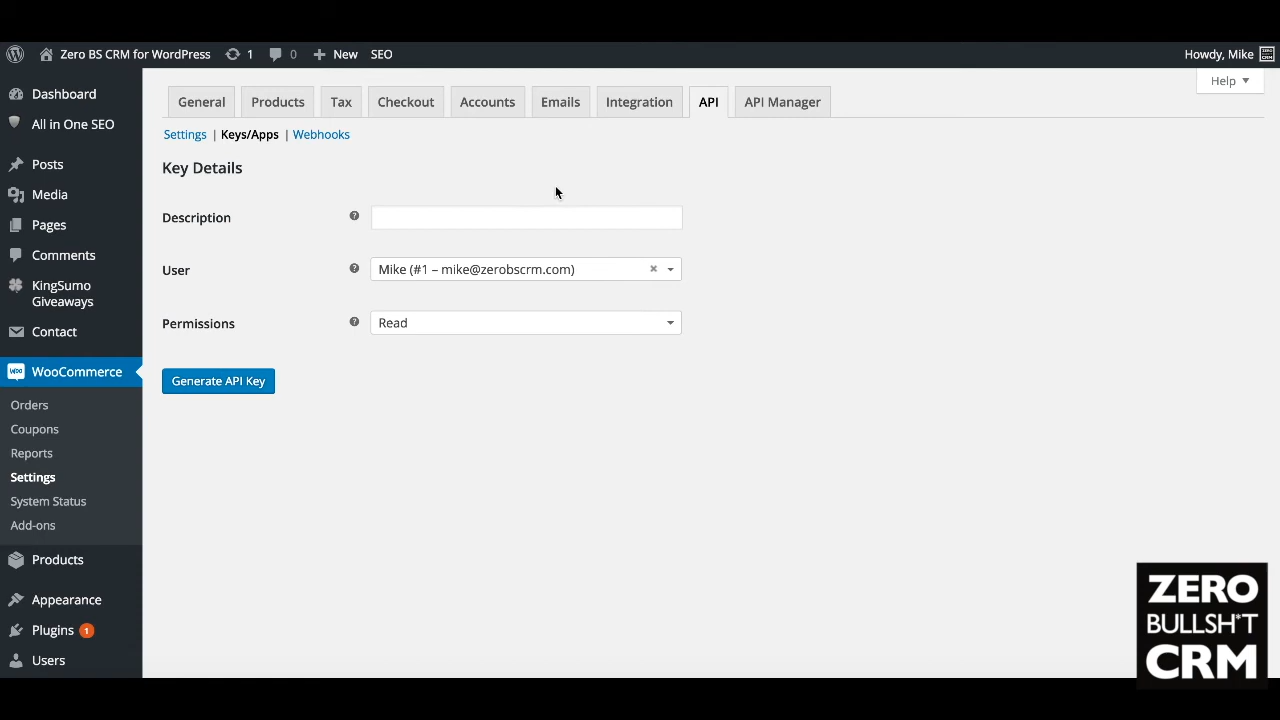 Zero BS CRM for WordPress 1 0 New SEO Howdy, Mike
ZERO CRM
Help
Dashboard
All in One SEO
Posts
Media
Pages
Comments
KingSumo
Giveaways
Contact
WooCommerce
Orders
Coupons
Reports
Settings
System Status
Add-ons
Products
Appearance
Plugins 1
Users
General Products Tax Checkout Accounts Emails Integration API API Manager
Settings | Keys/Apps | Webhooks
Key Details
Description
User Mike (#1 – mike@zerobscrm.com)
Permissions Read
Generate API Key
ZERO
BULLSH*T
CRM